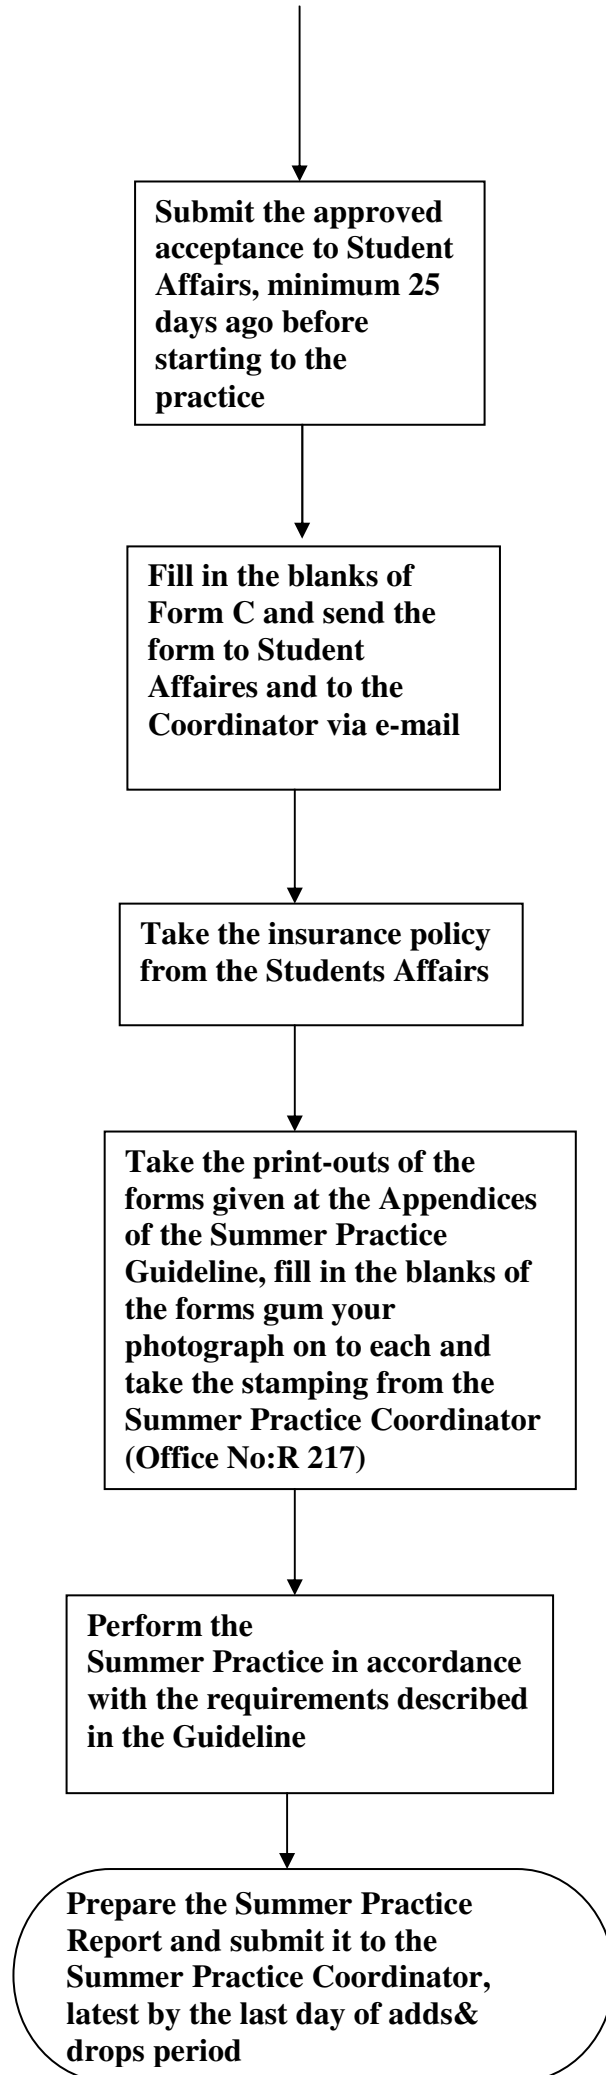 Submit the approved
acceptance to Student
Affairs, minimum 25
days ago before
starting to the
practice
Fill in the blanks of
Form C and send the
form to Student
Affaires and to the
Coordinator via e-mail
Take the insurance policy
from the Students Affairs
Take the print-outs of the
forms given at the Appendices
of the Summer Practice
Guideline, fill in the blanks of
the forms gum your
photograph on to each and
take the stamping from the
Summer Practice Coordinator
(Office No:R 217)
Perform the
Summer Practice in accordance
with the requirements described
in the Guideline
Prepare the Summer Practice
Report and submit it to the
Summer Practice Coordinator,
latest by the last day of adds&
drops period